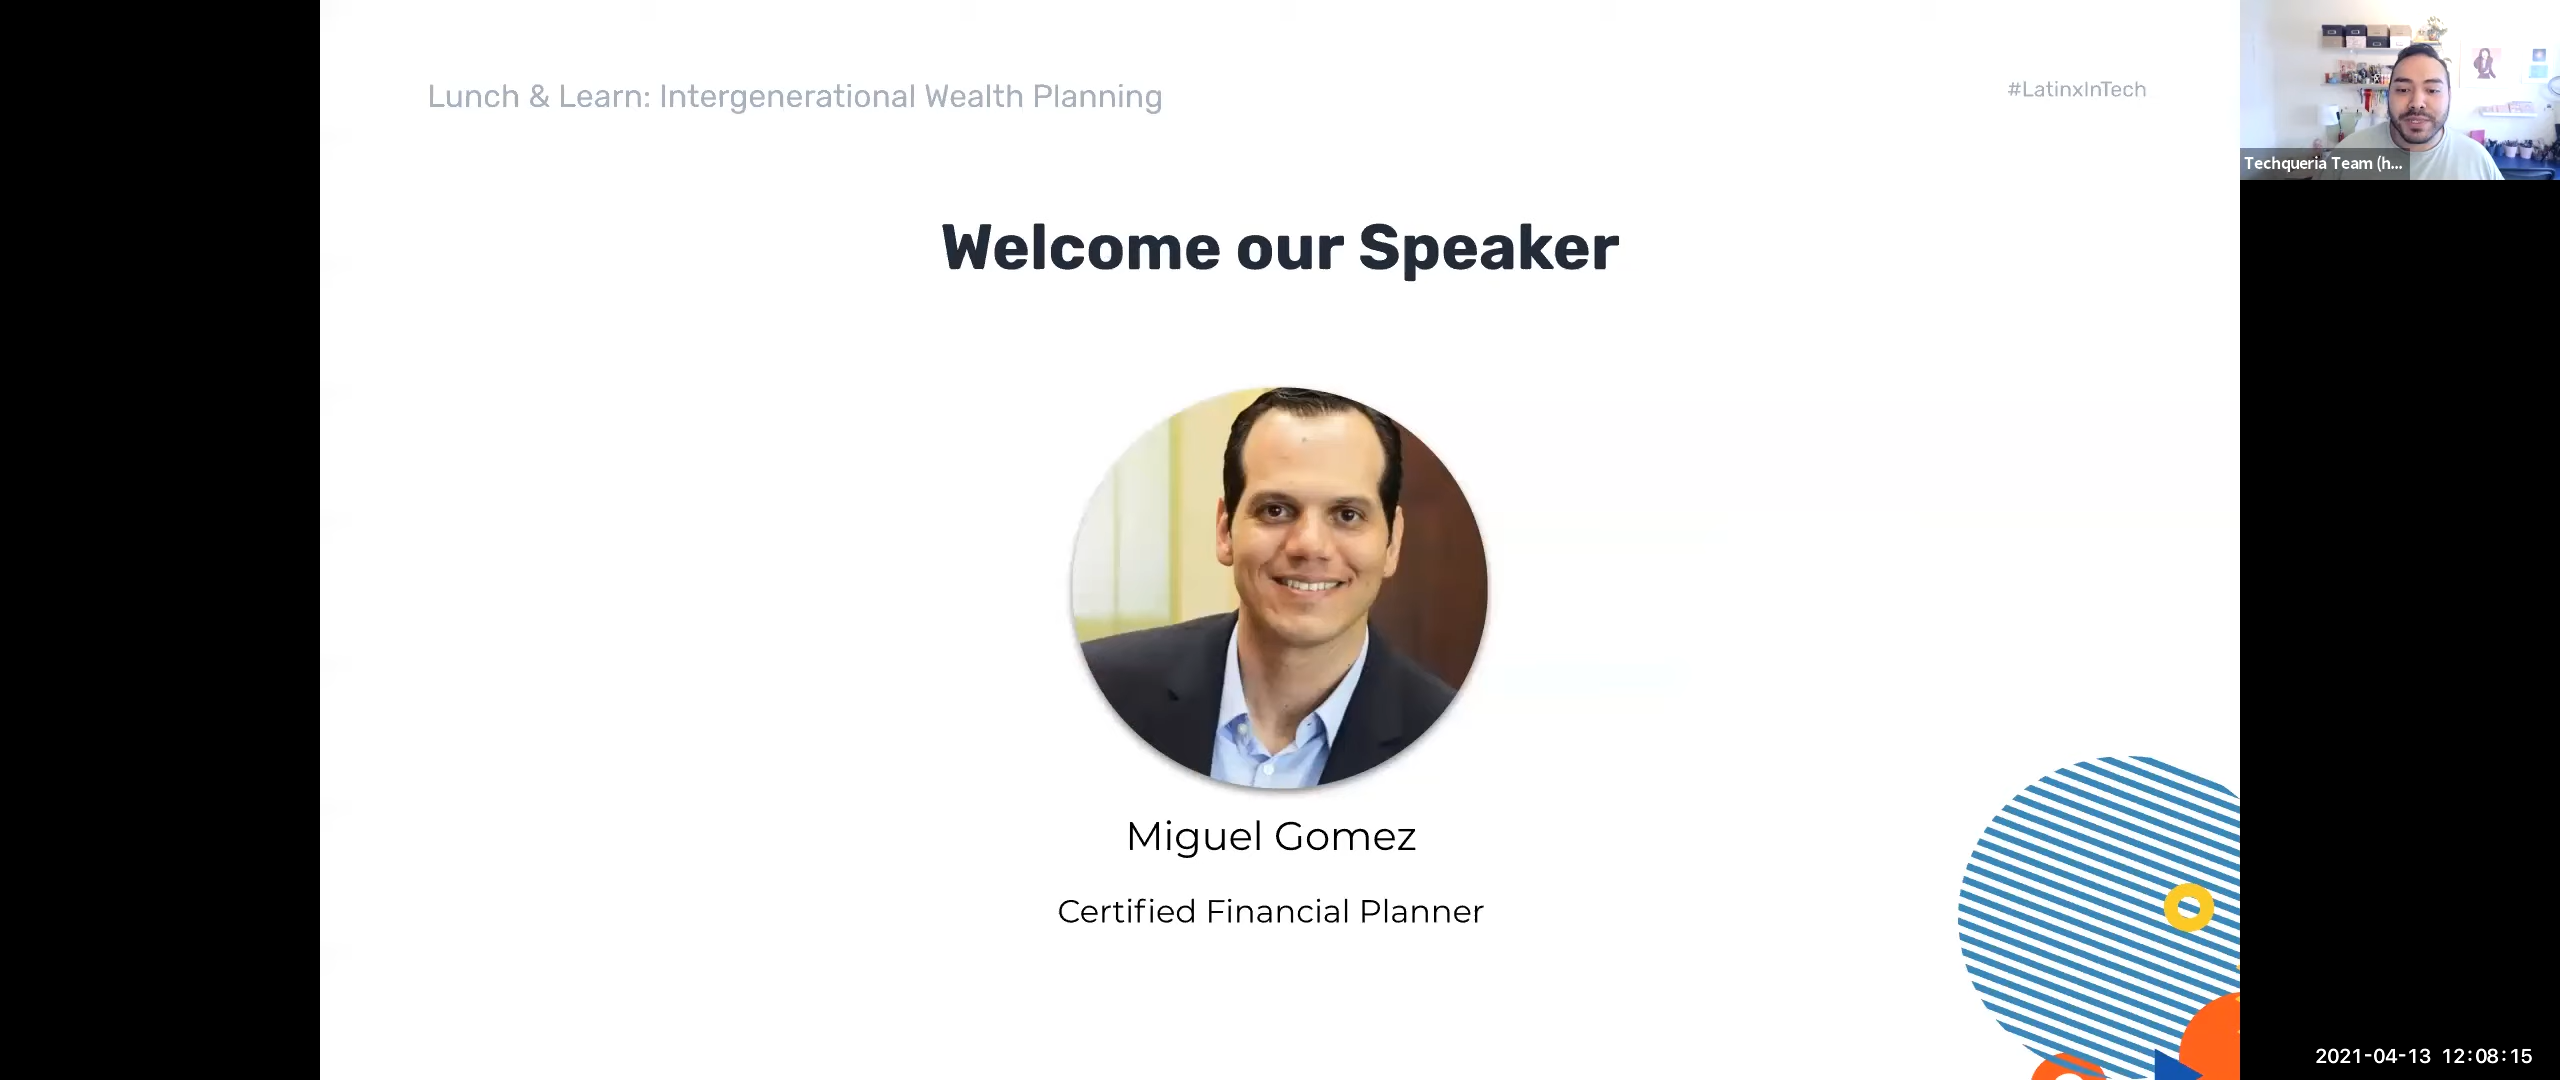 Lunch & Learn: Intergenerational Wealth Planning
#LatinxInTech
Techqueria Team (h...
Welcome our Speaker
Miguel Gomez
Certified Financial Planner
2021-04-13 12:08:15